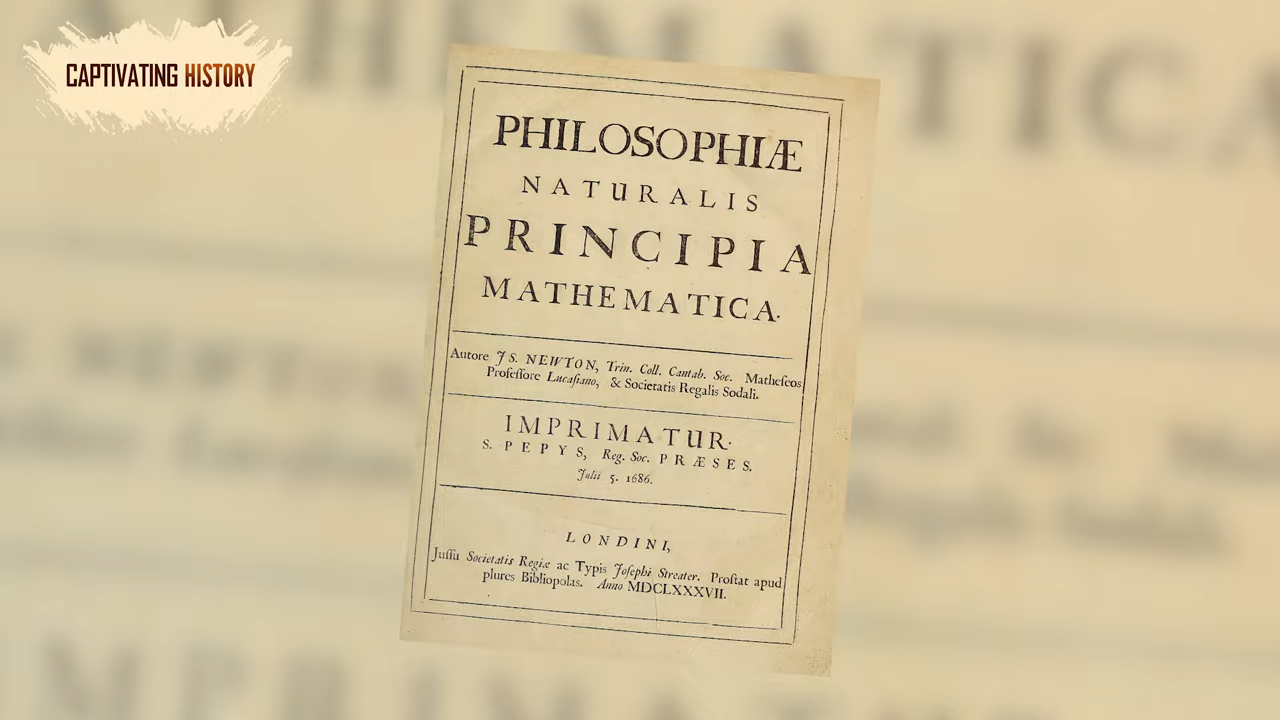 CAPTIVATING HISTORY
PHILOSOPHIÆ
NATURALIS
PRINCIPIA
MATHEMATICA.
Autore JS. NEWTON, Trin. Coll. Cantab. Soc. Matheseos
Professore Lucasiano, & Societatis Regalis Sodali.
IMPRIMATUR.
S. PEPYS, Reg. Soc. PRÆSES.
Julii 5. 1686.
LONDINI,
Jussu Societatis Regiæ ac Typis Josephi Streater. Prostat apud
plures Bibliopolas. Anno MDCLXXXVII.